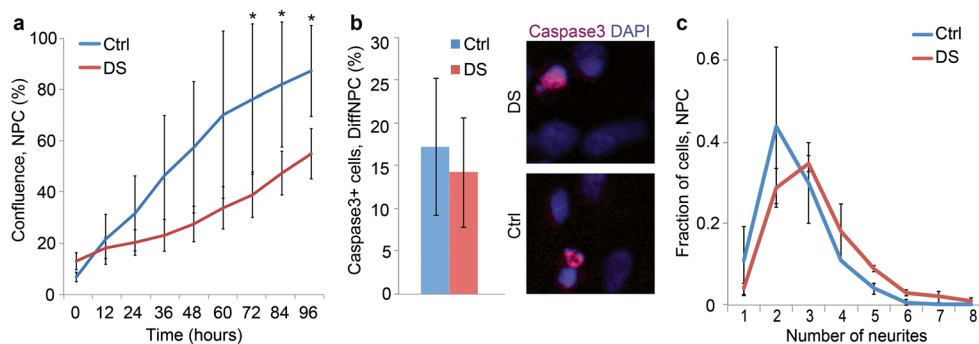 a
Confluence, NPC (%)
100
80
60
40
20
0
Ctrl
DS
* * *
0 12 24 36 48 60 72 84 96
Time (hours)
b
Caspase3+ cells, DiffNPC (%)
30
25
20
15
10
5
0
Ctrl
DS
Caspase3 DAPI
DS
Ctrl
c
Fraction of cells, NPC
0.6
0.4
0.2
0
Ctrl
DS
1 2 3 4 5 6 7 8
Number of neurites